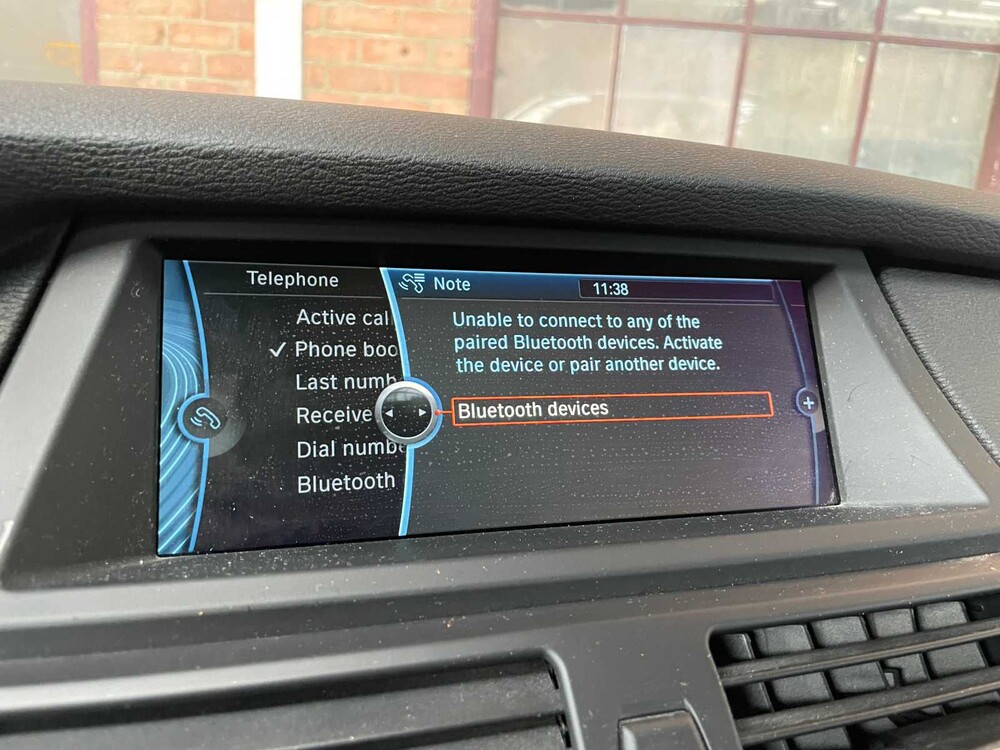 Telephone
Active cal
Phone boo
Last numb
Receive
Dial numbe
Bluetooth
Note
11:38
Unable to connect to any of the
paired Bluetooth devices. Activate
the device or pair another device.
Bluetooth devices